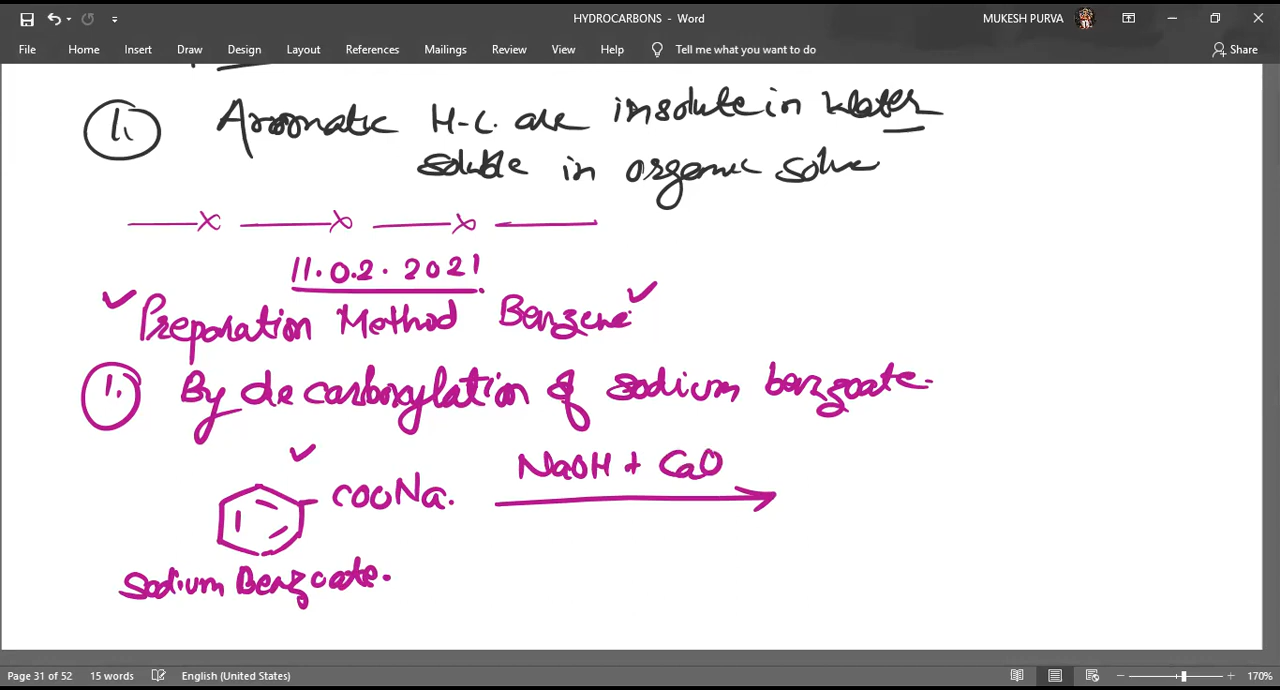 HYDROCARBONS - Word
MUKESH PURVA
File Home Insert Draw Design Layout References Mailings Review View Help Tell me what you want to do Share
1. Aromatic H-C. are insolute in Water
soluble in organic solve
11.02.2021
Preparation Method Benzene
1. By decarboxylation of sodium benzoate.
COONa.
NaOH + CaO
Sodium Benzoate.
Page 31 of 52 15 words English (United States) 170%